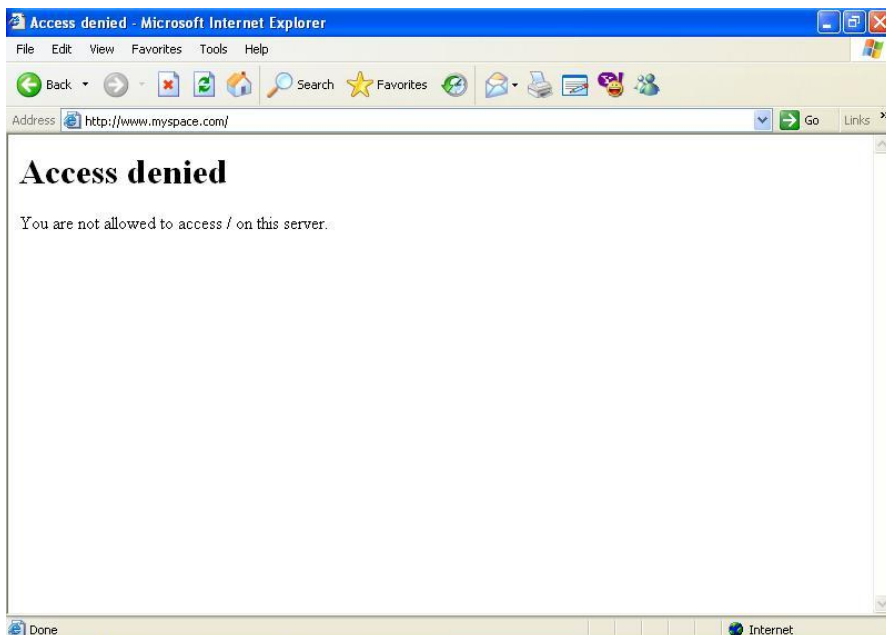 Access denied - Microsoft Internet Explorer
File Edit View Favorites Tools Help
Back Search Favorites
Address http://www.myspace.com/ Go Links »
Access denied
You are not allowed to access / on this server.
Done Internet